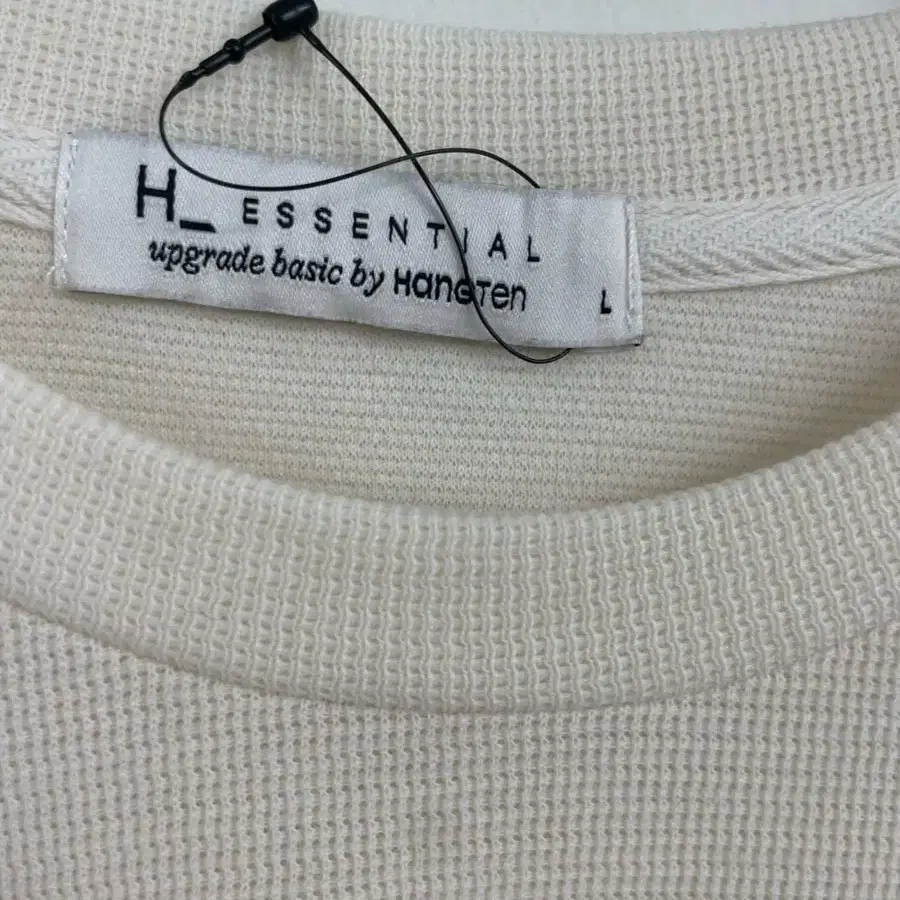 H_ ESSENTIAL
upgrade basic by HangTen
L